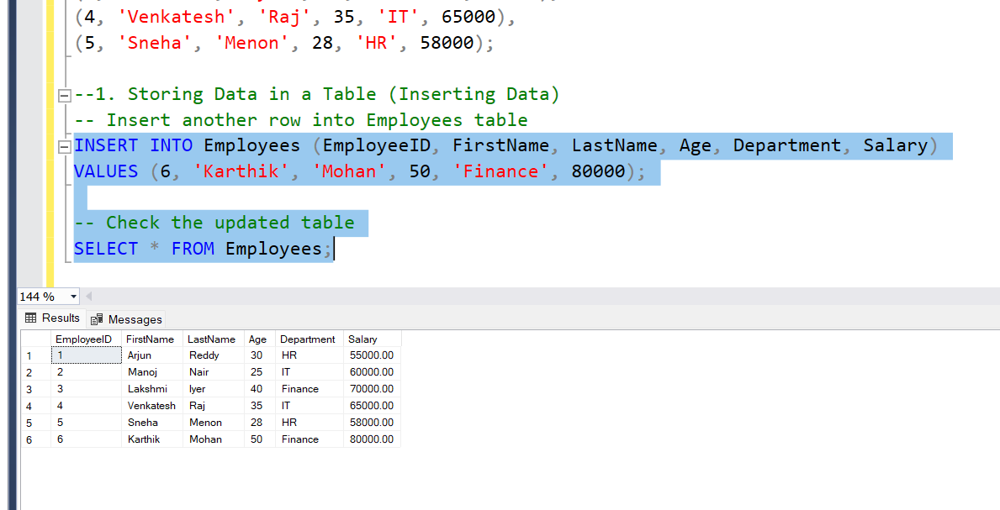 (4, 'Venkatesh', 'Raj', 35, 'IT', 65000),
(5, 'Sneha', 'Menon', 28, 'HR', 58000);
--1. Storing Data in a Table (Inserting Data)
-- Insert another row into Employees table
INSERT INTO Employees (EmployeeID, FirstName, LastName, Age, Department, Salary)
VALUES (6, 'Karthik', 'Mohan', 50, 'Finance', 80000);
-- Check the updated table
SELECT * FROM Employees;
144 %
Results Messages
EmployeeID FirstName LastName Age Department Salary
1 1 Arjun Reddy 30 HR 55000.00
2 2 Manoj Nair 25 IT 60000.00
3 3 Lakshmi Iyer 40 Finance 70000.00
4 4 Venkatesh Raj 35 IT 65000.00
5 5 Sneha Menon 28 HR 58000.00
6 6 Karthik Mohan 50 Finance 80000.00